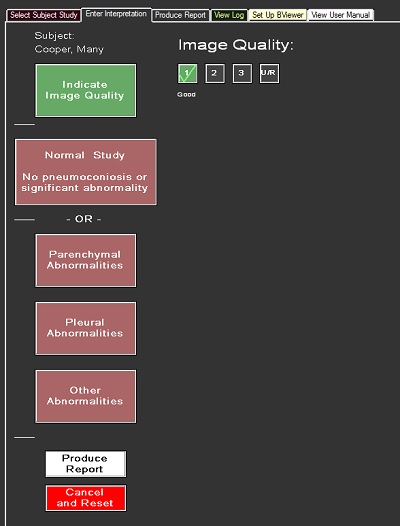 Select Subject Study Enter Interpretation Produce Report View Log Set Up BViewer View User Manual
Subject:
Cooper, Many
Image Quality:
1 2 3 U/R
Good
Indicate
Image Quality
Normal Study
No pneumoconiosis or
significant abnormality
- OR -
Parenchymal
Abnormalities
Pleural
Abnormalities
Other
Abnormalities
Produce
Report
Cancel
and Reset